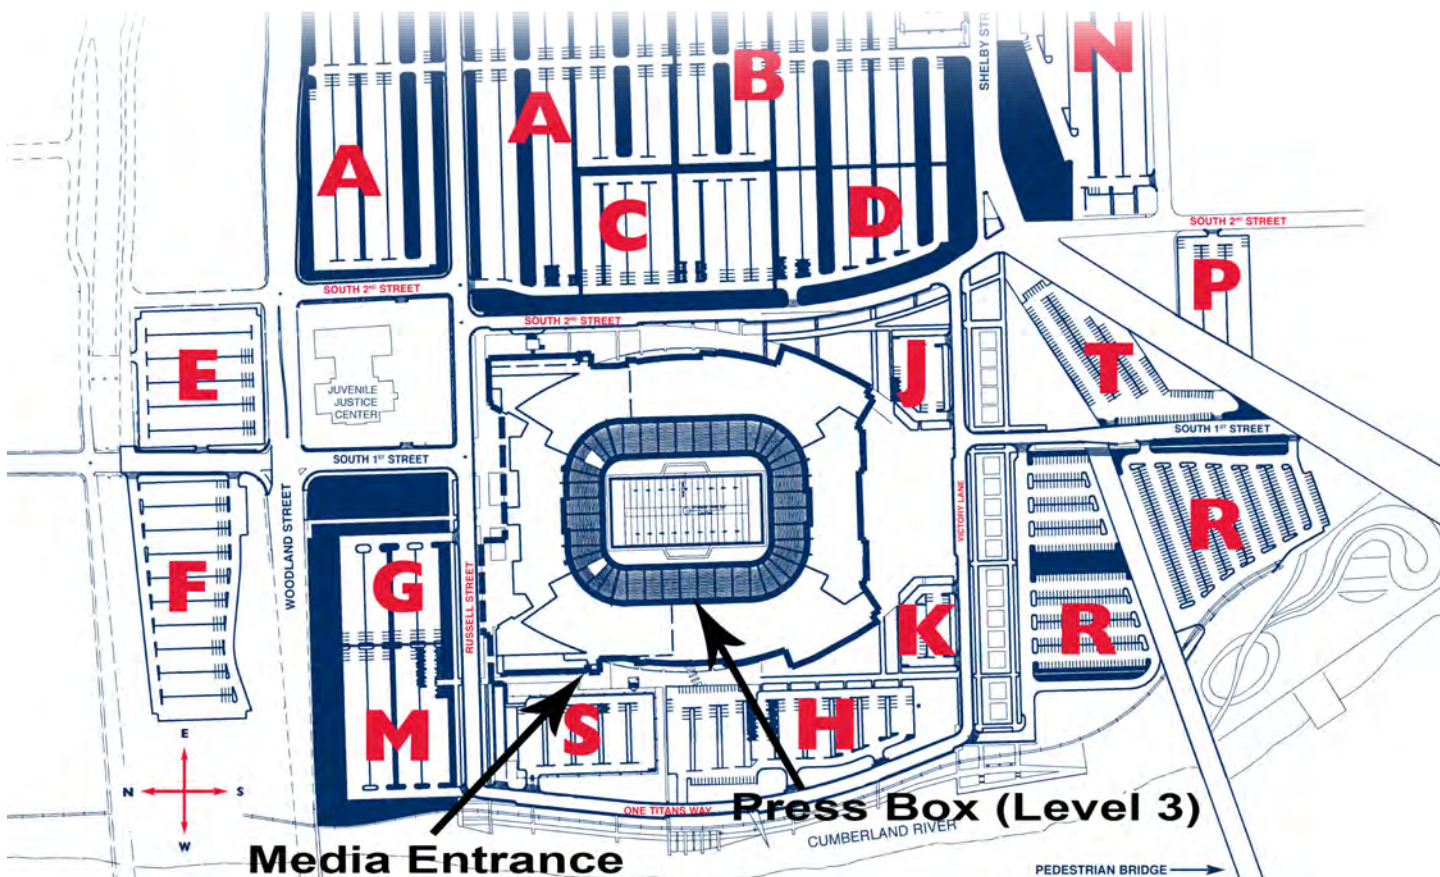 N
SHELBY STR
B
A
A
C
D
SOUTH 2ND STREET
P
SOUTH 2ND STREET
SOUTH 2ND STREET
E
JUVENILE
JUSTICE
CENTER
J
T
SOUTH 1ST STREET
SOUTH 1ST STREET
WOODLAND STREET
VICTORY LANE
R
F
G
RUSSELL STREET
K
R
M
S
H
E
N
S
W
ONE TITANS WAY
Press Box (Level 3)
CUMBERLAND RIVER
Media Entrance
PEDESTRIAN BRIDGE